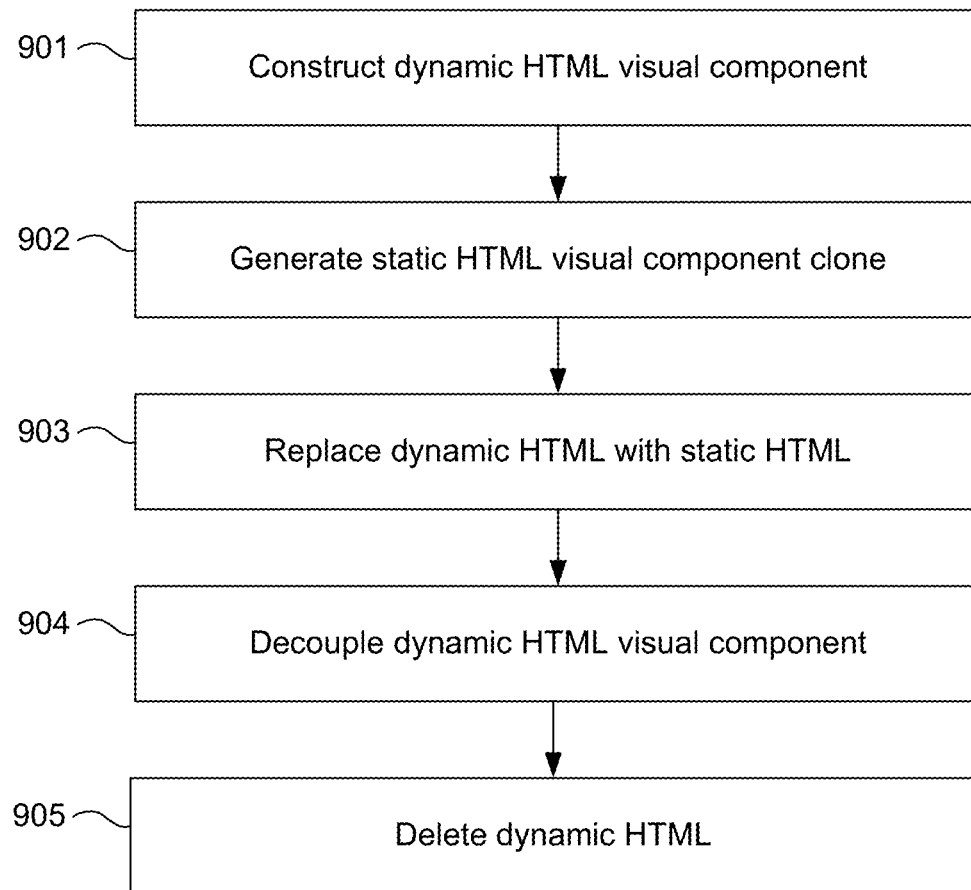 901
Construct dynamic HTML visual component
902
Generate static HTML visual component clone
903
Replace dynamic HTML with static HTML
904
Decouple dynamic HTML visual component
905
Delete dynamic HTML